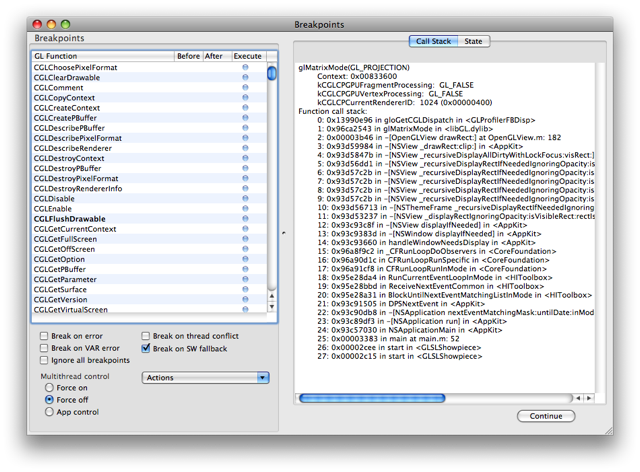 Breakpoints
Breakpoints
GL Function Before After Execute
CGLChoosePixelFormat
CGLClearDrawable
CGLComment
CGLCopyContext
CGLCreateContext
CGLCreatePBuffer
CGLDescribePBuffer
CGLDescribePixelFormat
CGLDescribeRenderer
CGLDestroyContext
CGLDestroyPBuffer
CGLDestroyPixelFormat
CGLDestroyRendererInfo
CGLDisable
CGLEnable
CGLFlushDrawable
CGLGetCurrentContext
CGLGetFullScreen
CGLGetOffScreen
CGLGetOption
CGLGetPBuffer
CGLGetParameter
CGLGetSurface
CGLGetVersion
CGLGetVirtualScreen
Break on error
Break on thread conflict
Break on VAR error
Break on SW fallback
Ignore all breakpoints
Multithread control
Actions
Force on
Force off
App control
Call Stack State
glMatrixMode(GL_PROJECTION)
Context: 0x00833600
kCGLCPGPUFragmentProcessing: GL_FALSE
kCGLCPGPUVertexProcessing: GL_FALSE
kCGLCPCurrentRendererID: 1024 (0x00000400)
Function call stack:
0: 0x13990e96 in gloGetCGLDispatch in <GLProfilerFBDisp>
1: 0x96ca2543 in glMatrixMode in <libGL.dylib>
2: 0x00003b46 in -[OpenGLView drawRect:] at OpenGLView.m: 182
3: 0x93d59984 in -[NSView _drawRect:clip:] in <AppKit>
4: 0x93d5847b in -[NSView _recursiveDisplayAllDirtyWithLockFocus:visRect:]
5: 0x93d56dd1 in -[NSView _recursiveDisplayRectIfNeededIgnoringOpacity:is
6: 0x93d57c2b in -[NSView _recursiveDisplayRectIfNeededIgnoringOpacity:is
7: 0x93d57c2b in -[NSView _recursiveDisplayRectIfNeededIgnoringOpacity:is
8: 0x93d57c2b in -[NSView _recursiveDisplayRectIfNeededIgnoringOpacity:is
9: 0x93d57c2b in -[NSView _recursiveDisplayRectIfNeededIgnoringOpacity:is
10: 0x93d56713 in -[NSThemeFrame _recursiveDisplayRectIfNeededIgnoring
11: 0x93d53237 in -[NSView _displayRectIgnoringOpacity:isVisibleRect:rectIs
12: 0x93c93c8f in -[NSView displayIfNeeded] in <AppKit>
13: 0x93c9383d in -[NSWindow displayIfNeeded] in <AppKit>
14: 0x93c93660 in handleWindowNeedsDisplay in <AppKit>
15: 0x96a8f9c2 in _CFRunLoopDoObservers in <CoreFoundation>
16: 0x96a90d1c in CFRunLoopRunSpecific in <CoreFoundation>
17: 0x96a91cf8 in CFRunLoopRunInMode in <CoreFoundation>
18: 0x95e28da4 in RunCurrentEventLoopInMode in <HIToolbox>
19: 0x95e28bbd in ReceiveNextEventCommon in <HIToolbox>
20: 0x95e28a31 in BlockUntilNextEventMatchingListInMode in <HIToolbox>
21: 0x93c91505 in DPSNextEvent in <AppKit>
22: 0x93c90db8 in -[NSApplication nextEventMatchingMask:untilDate:inMod
23: 0x93c89df3 in -[NSApplication run] in <AppKit>
24: 0x93c57030 in NSApplicationMain in <AppKit>
25: 0x00003383 in main at main.m: 52
26: 0x00002cee in start in <GLSLShowpiece>
27: 0x00002c15 in start in <GLSLShowpiece>
Continue